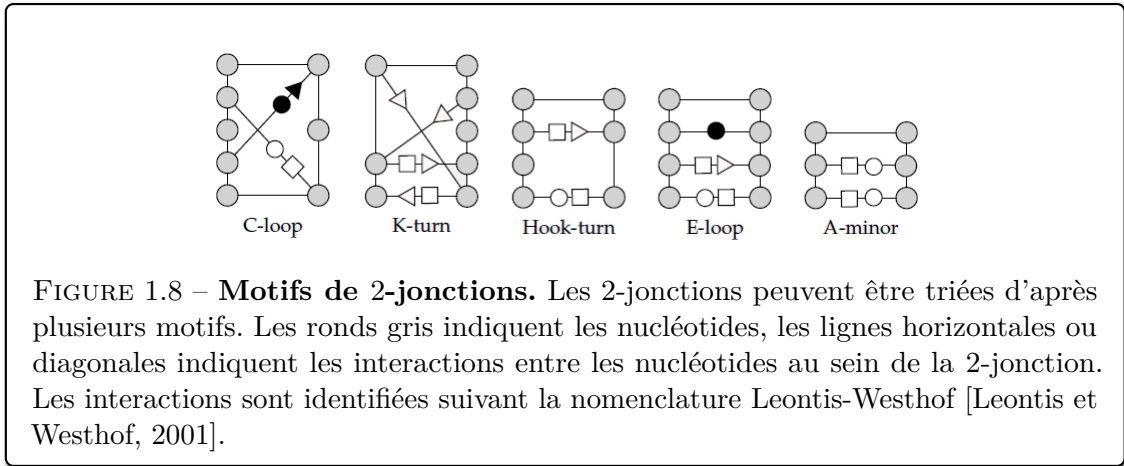 C-loop K-turn Hook-turn E-loop A-minor
FIGURE 1.8 – Motifs de 2-jonctions. Les 2-jonctions peuvent être triées d'après
plusieurs motifs. Les ronds gris indiquent les nucléotides, les lignes horizontales ou
diagonales indiquent les interactions entre les nucléotides au sein de la 2-jonction.
Les interactions sont identifiées suivant la nomenclature Leontis-Westhof [Leontis et
Westhof, 2001].